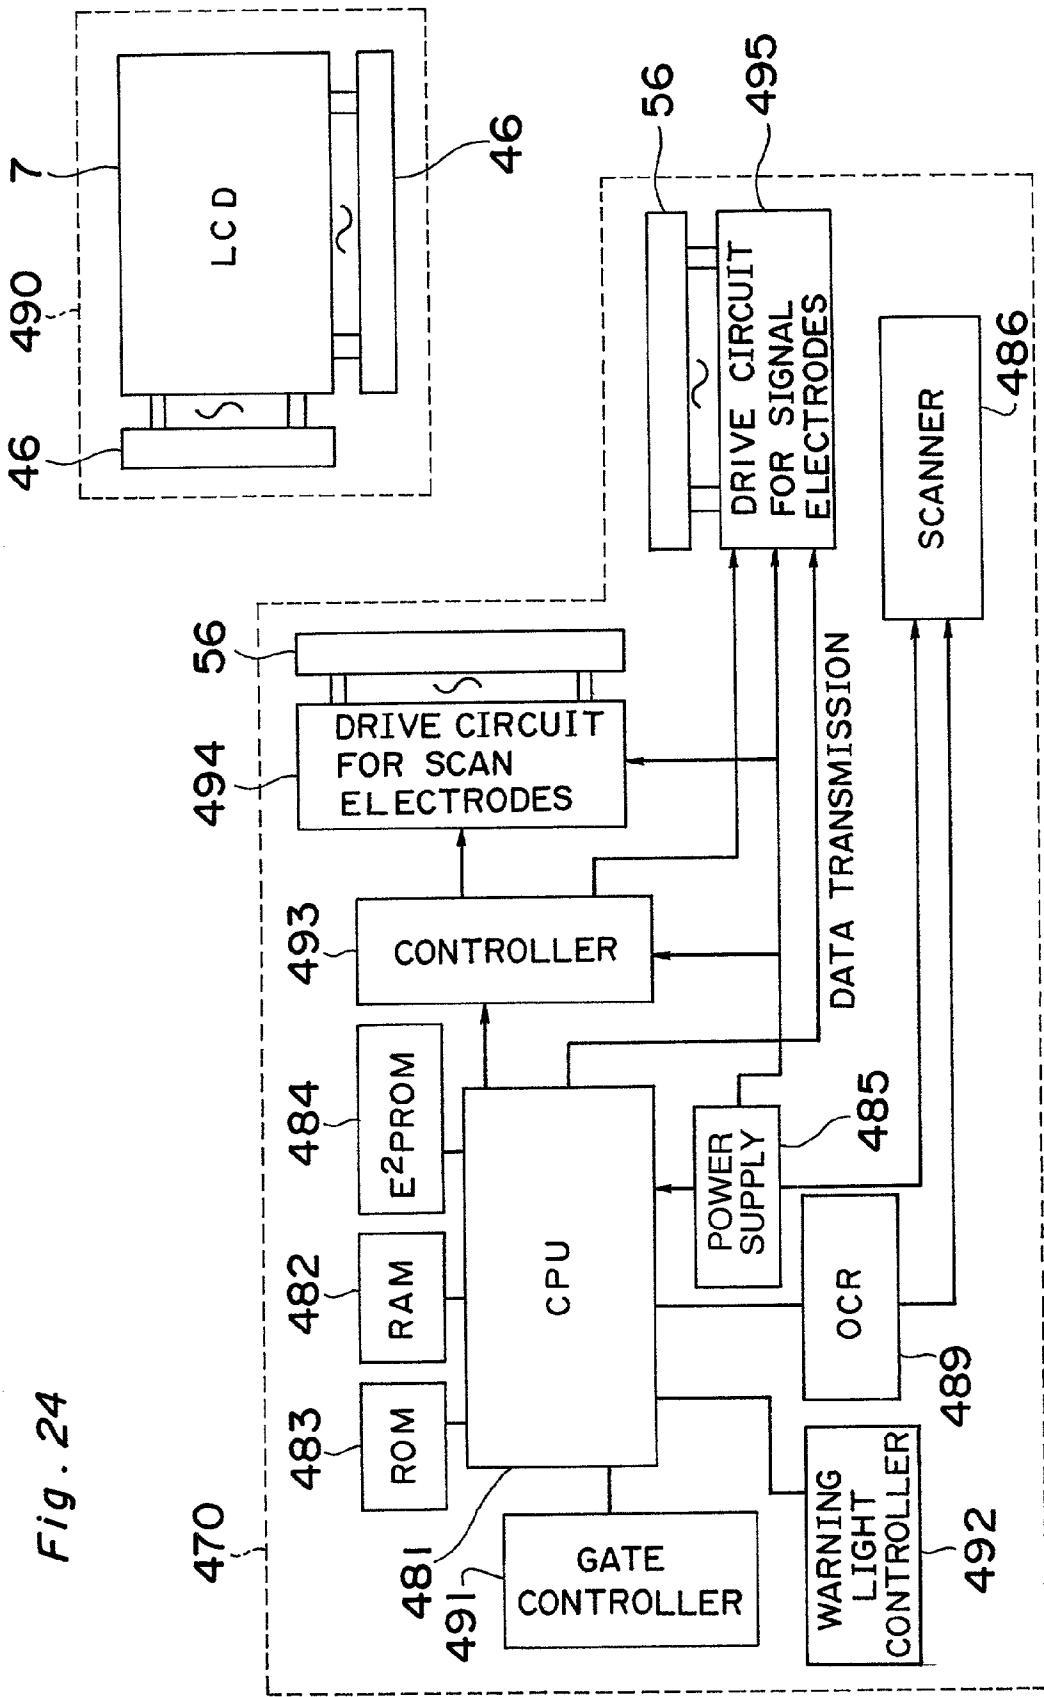 Fig. 24
470
483
ROM
482
RAM
484
E²PROM
493
CONTROLLER
494
DRIVE CIRCUIT
FOR SCAN
ELECTRODES
56
46
490
7
LCD
46
481
CPU
491
GATE
CONTROLLER
WARNING
LIGHT
CONTROLLER
492
OCR
489
POWER
SUPPLY
485
DATA TRANSMISSION
56
DRIVE CIRCUIT
FOR SIGNAL
ELECTRODES
495
SCANNER
486